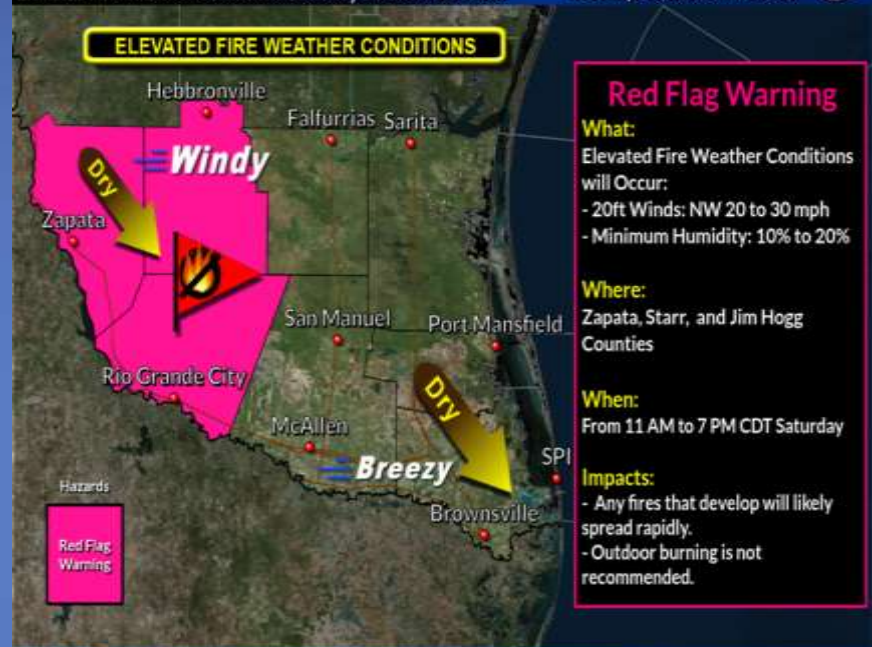 ELEVATED FIRE WEATHER CONDITIONS
Hebbronville
Falfurrias
Sarita
Windy
Dry
Zapata
San Manuel
Port Mansfield
Rio Grande City
Dry
McAllen
Breezy
SPI
Brownsville
Hazards
Red Flag
Warning
Red Flag Warning
What:
Elevated Fire Weather Conditions
will Occur:
- 20ft Winds: NW 20 to 30 mph
- Minimum Humidity: 10% to 20%
Where:
Zapata, Starr, and Jim Hogg
Counties
When:
From 11 AM to 7 PM CDT Saturday
Impacts:
- Any fires that develop will likely
spread rapidly.
- Outdoor burning is not
recommended.